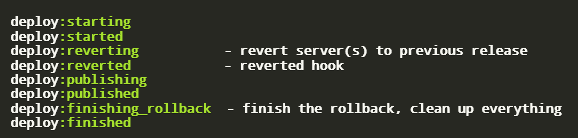 deploy:starting
deploy:started
deploy:reverting           - revert server(s) to previous release
deploy:reverted            - reverted hook
deploy:publishing
deploy:published
deploy:finishing_rollback  - finish the rollback, clean up everything
deploy:finished